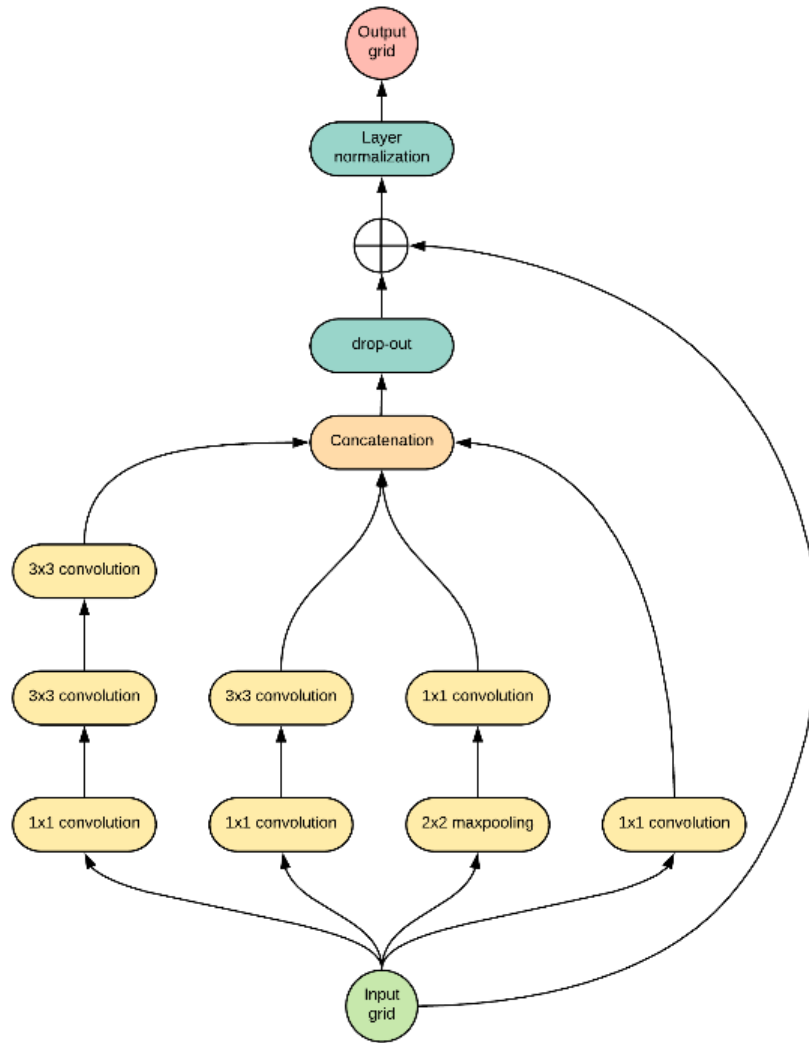 Output
grid
Layer
normalization
drop-out
Concatenation
3x3 convolution
3x3 convolution
3x3 convolution
1x1 convolution
1x1 convolution
1x1 convolution
2x2 maxpooling
1x1 convolution
Input
grid